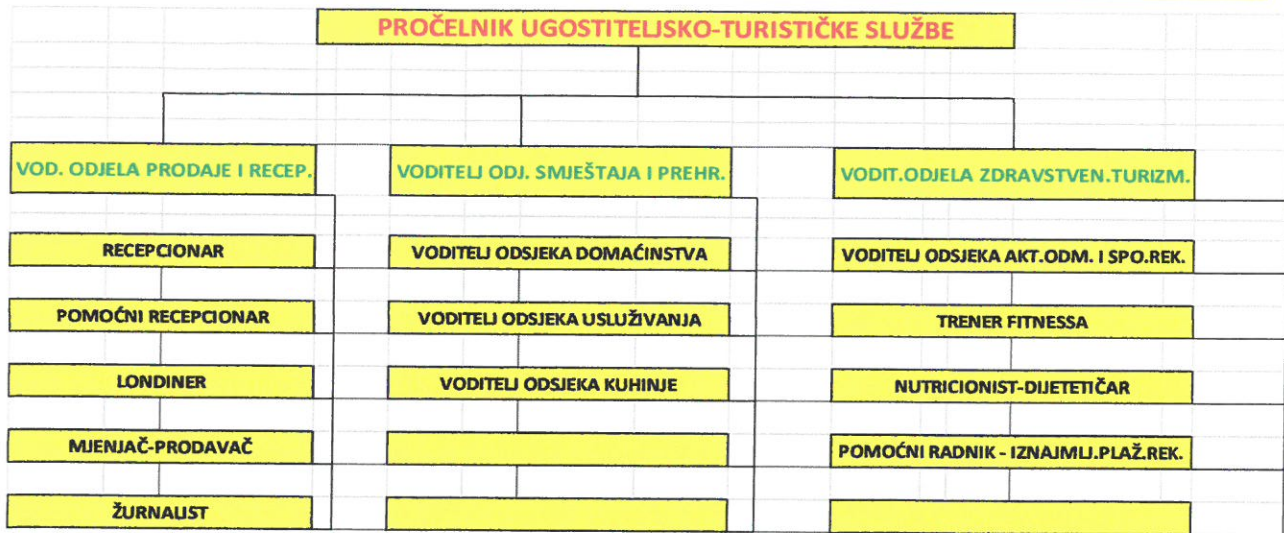 PROČELNIK UGOSTITELJSKO-TURISTIČKE SLUŽBE
VOD. ODJELA PRODAJE I RECEP.
RECEPCIONAR
POMOĆNI RECEPCIONAR
LONDINER
MJENJAČ-PRODAVAČ
ŽURNALIST
VODITELJ ODJ. SMJEŠTAJA I PREHR.
VODITELJ ODSJEKA DOMAĆINSTVA
VODITELJ ODSJEKA USLUŽIVANJA
VODITELJ ODSJEKA KUHINJE
VODIT.ODJELA ZDRAVSTVEN.TURIZM.
VODITELJ ODSJEKA AKT.ODM. I SPO.REK.
TRENER FITNESSA
NUTRICIONIST-DIJETETIČAR
POMOĆNI RADNIK - IZNAJMLJ.PLAŽ.REK.